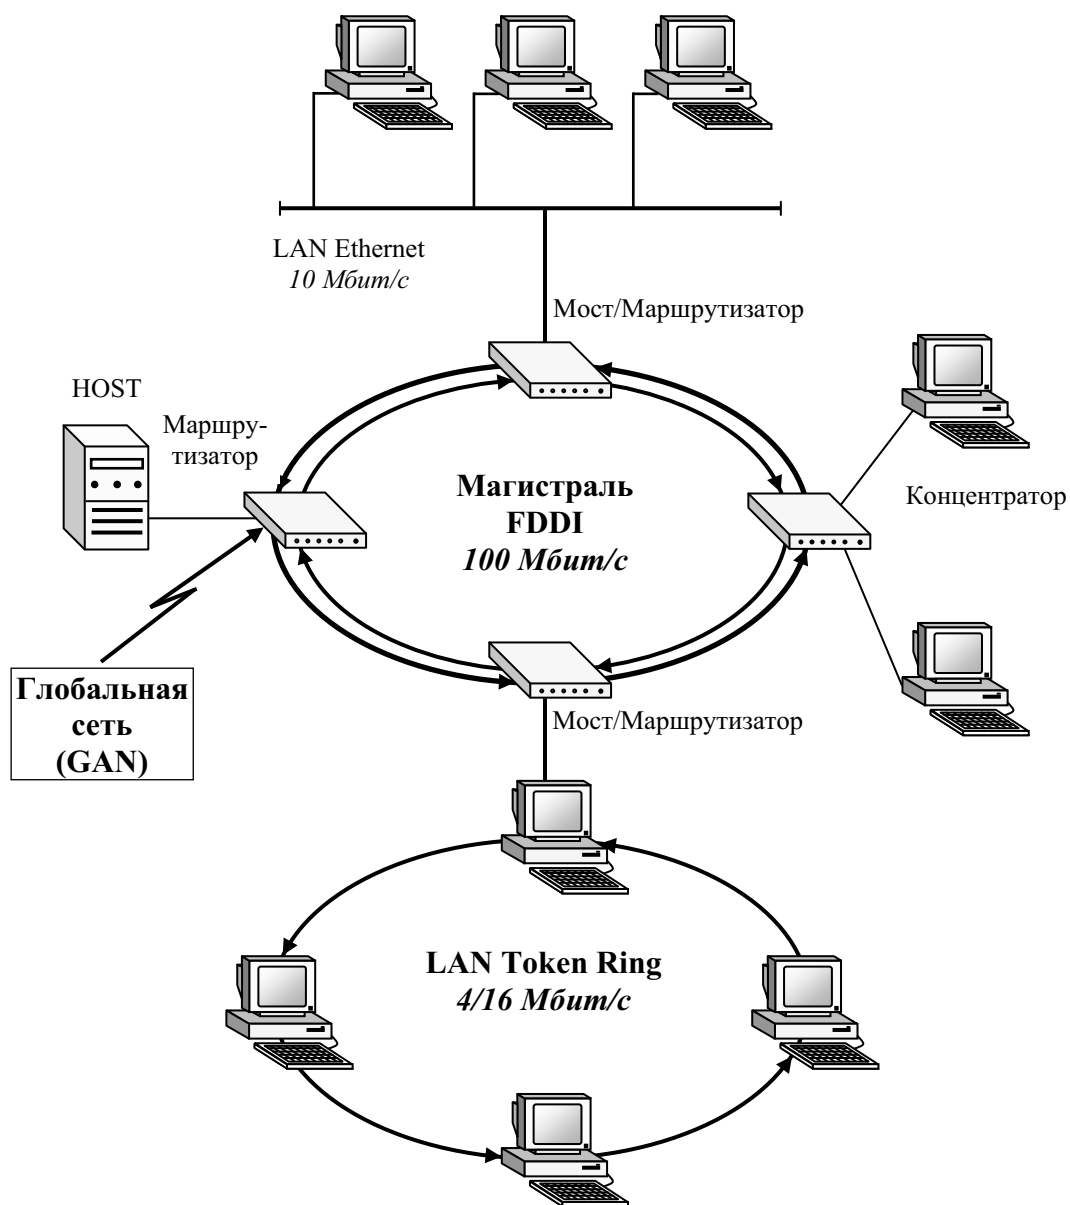 LAN Ethernet
10 Мбит/с
Мост/Маршрутизатор
HOST
Маршру-
тизатор
Магистраль
FDDI
100 Мбит/с
Концентратор
Глобальная
сеть
(GAN)
Мост/Маршрутизатор
LAN Token Ring
4/16 Мбит/с